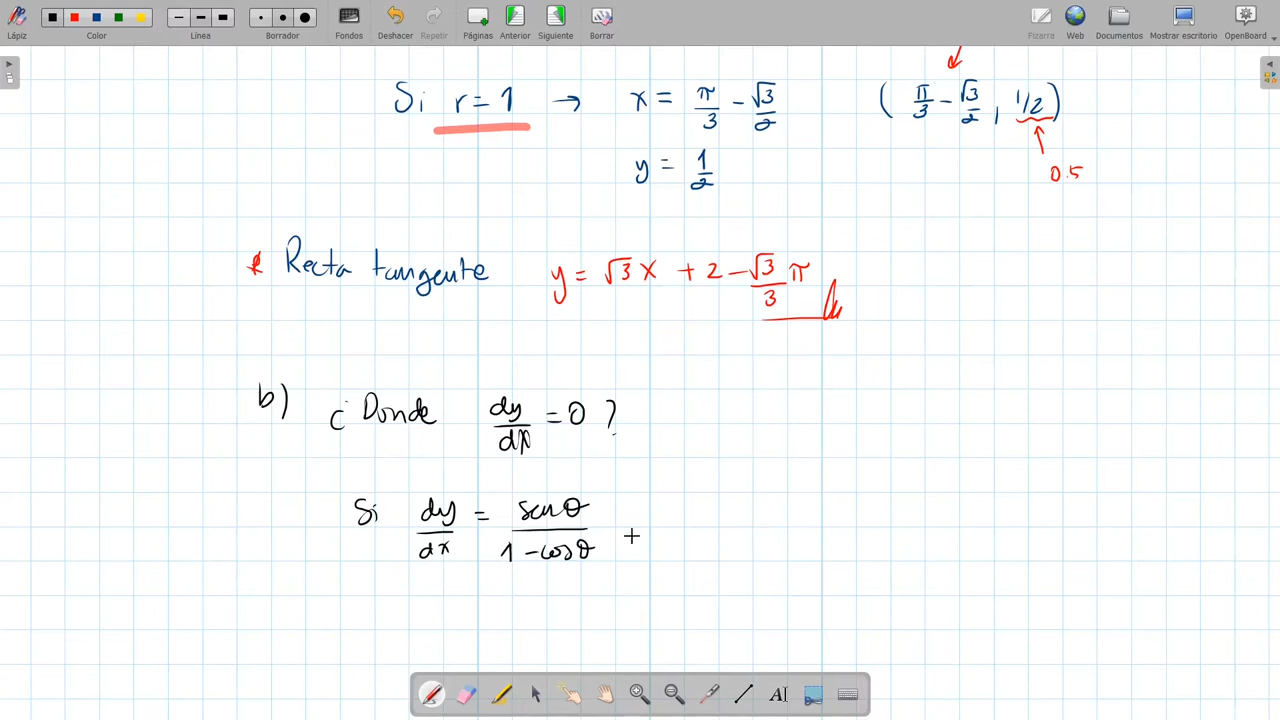 Lápiz Color Línea Borrador Fondos Deshacer Repetir Páginas Anterior Siguiente Borrar Pizarra Web Documentos Mostrar escritorio OpenBoard
Si r = 1 → x = π/3 − √3/2 ( π/3 − √3/2 , 1/2 )
y = 1/2
0.5
Recta tangente y = √3 x + 2 − √3/3 π
b) ¿ Donde dy/dx = 0 ?
Si dy/dx = senθ / 1 − cosθ